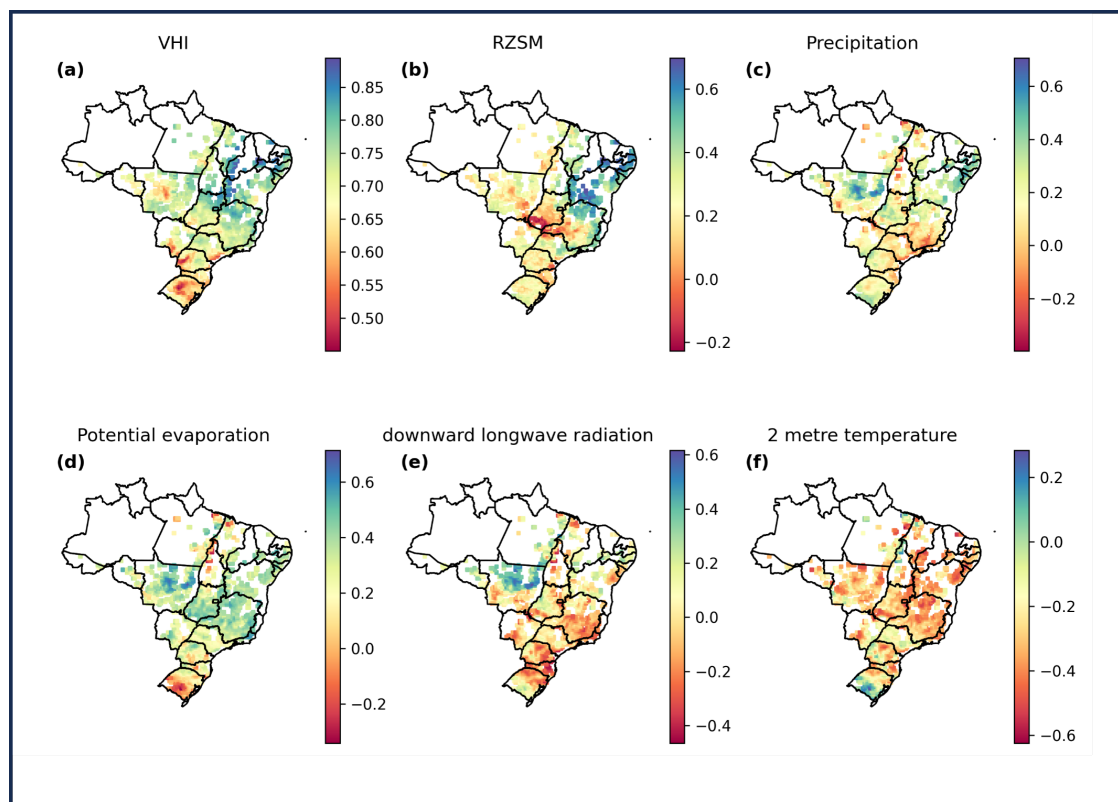 VHI
RZSM
Precipitation
(a)
(b)
(c)
0.85
0.80
0.75
0.70
0.65
0.60
0.55
0.50
0.6
0.4
0.2
0.0
−0.2
0.6
0.4
0.2
0.0
−0.2
Potential evaporation
downward longwave radiation
2 metre temperature
(d)
(e)
(f)
0.6
0.4
0.2
0.0
−0.2
0.6
0.4
0.2
0.0
−0.2
−0.4
0.2
0.0
−0.2
−0.4
−0.6